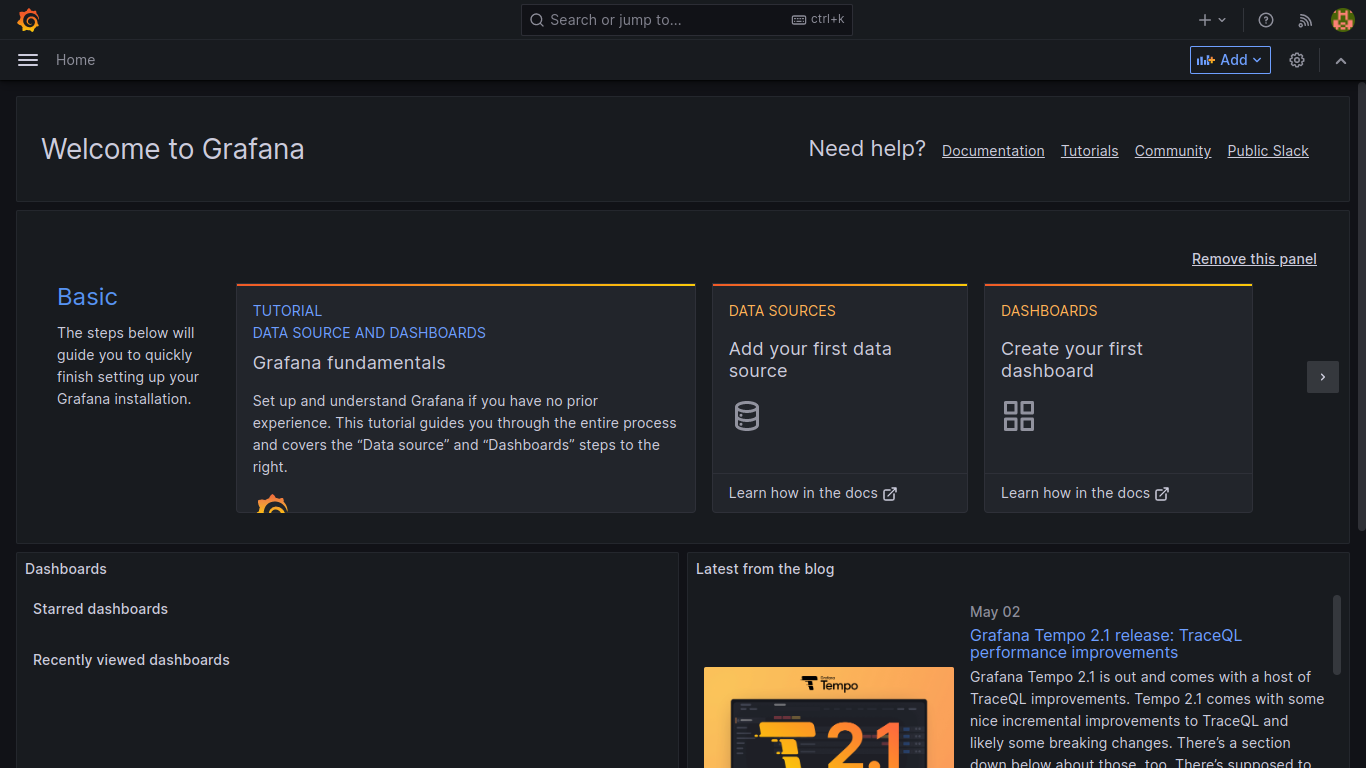 Search or jump to...
ctrl+k
Home
Add
Welcome to Grafana
Need help?
Documentation
Tutorials
Community
Public Slack
Remove this panel
Basic
The steps below will
guide you to quickly
finish setting up your
Grafana installation.
TUTORIAL
DATA SOURCE AND DASHBOARDS
Grafana fundamentals
Set up and understand Grafana if you have no prior
experience. This tutorial guides you through the entire process
and covers the “Data source” and “Dashboards” steps to the
right.
DATA SOURCES
Add your first data
source
Learn how in the docs
DASHBOARDS
Create your first
dashboard
Learn how in the docs
Dashboards
Starred dashboards
Recently viewed dashboards
Latest from the blog
Grafana
Tempo
2.1
May 02
Grafana Tempo 2.1 release: TraceQL
performance improvements
Grafana Tempo 2.1 is out and comes with a host of
TraceQL improvements. Tempo 2.1 comes with some
nice incremental improvements to TraceQL and
likely some breaking changes. There’s a section
down below about those, too. There’s supposed to